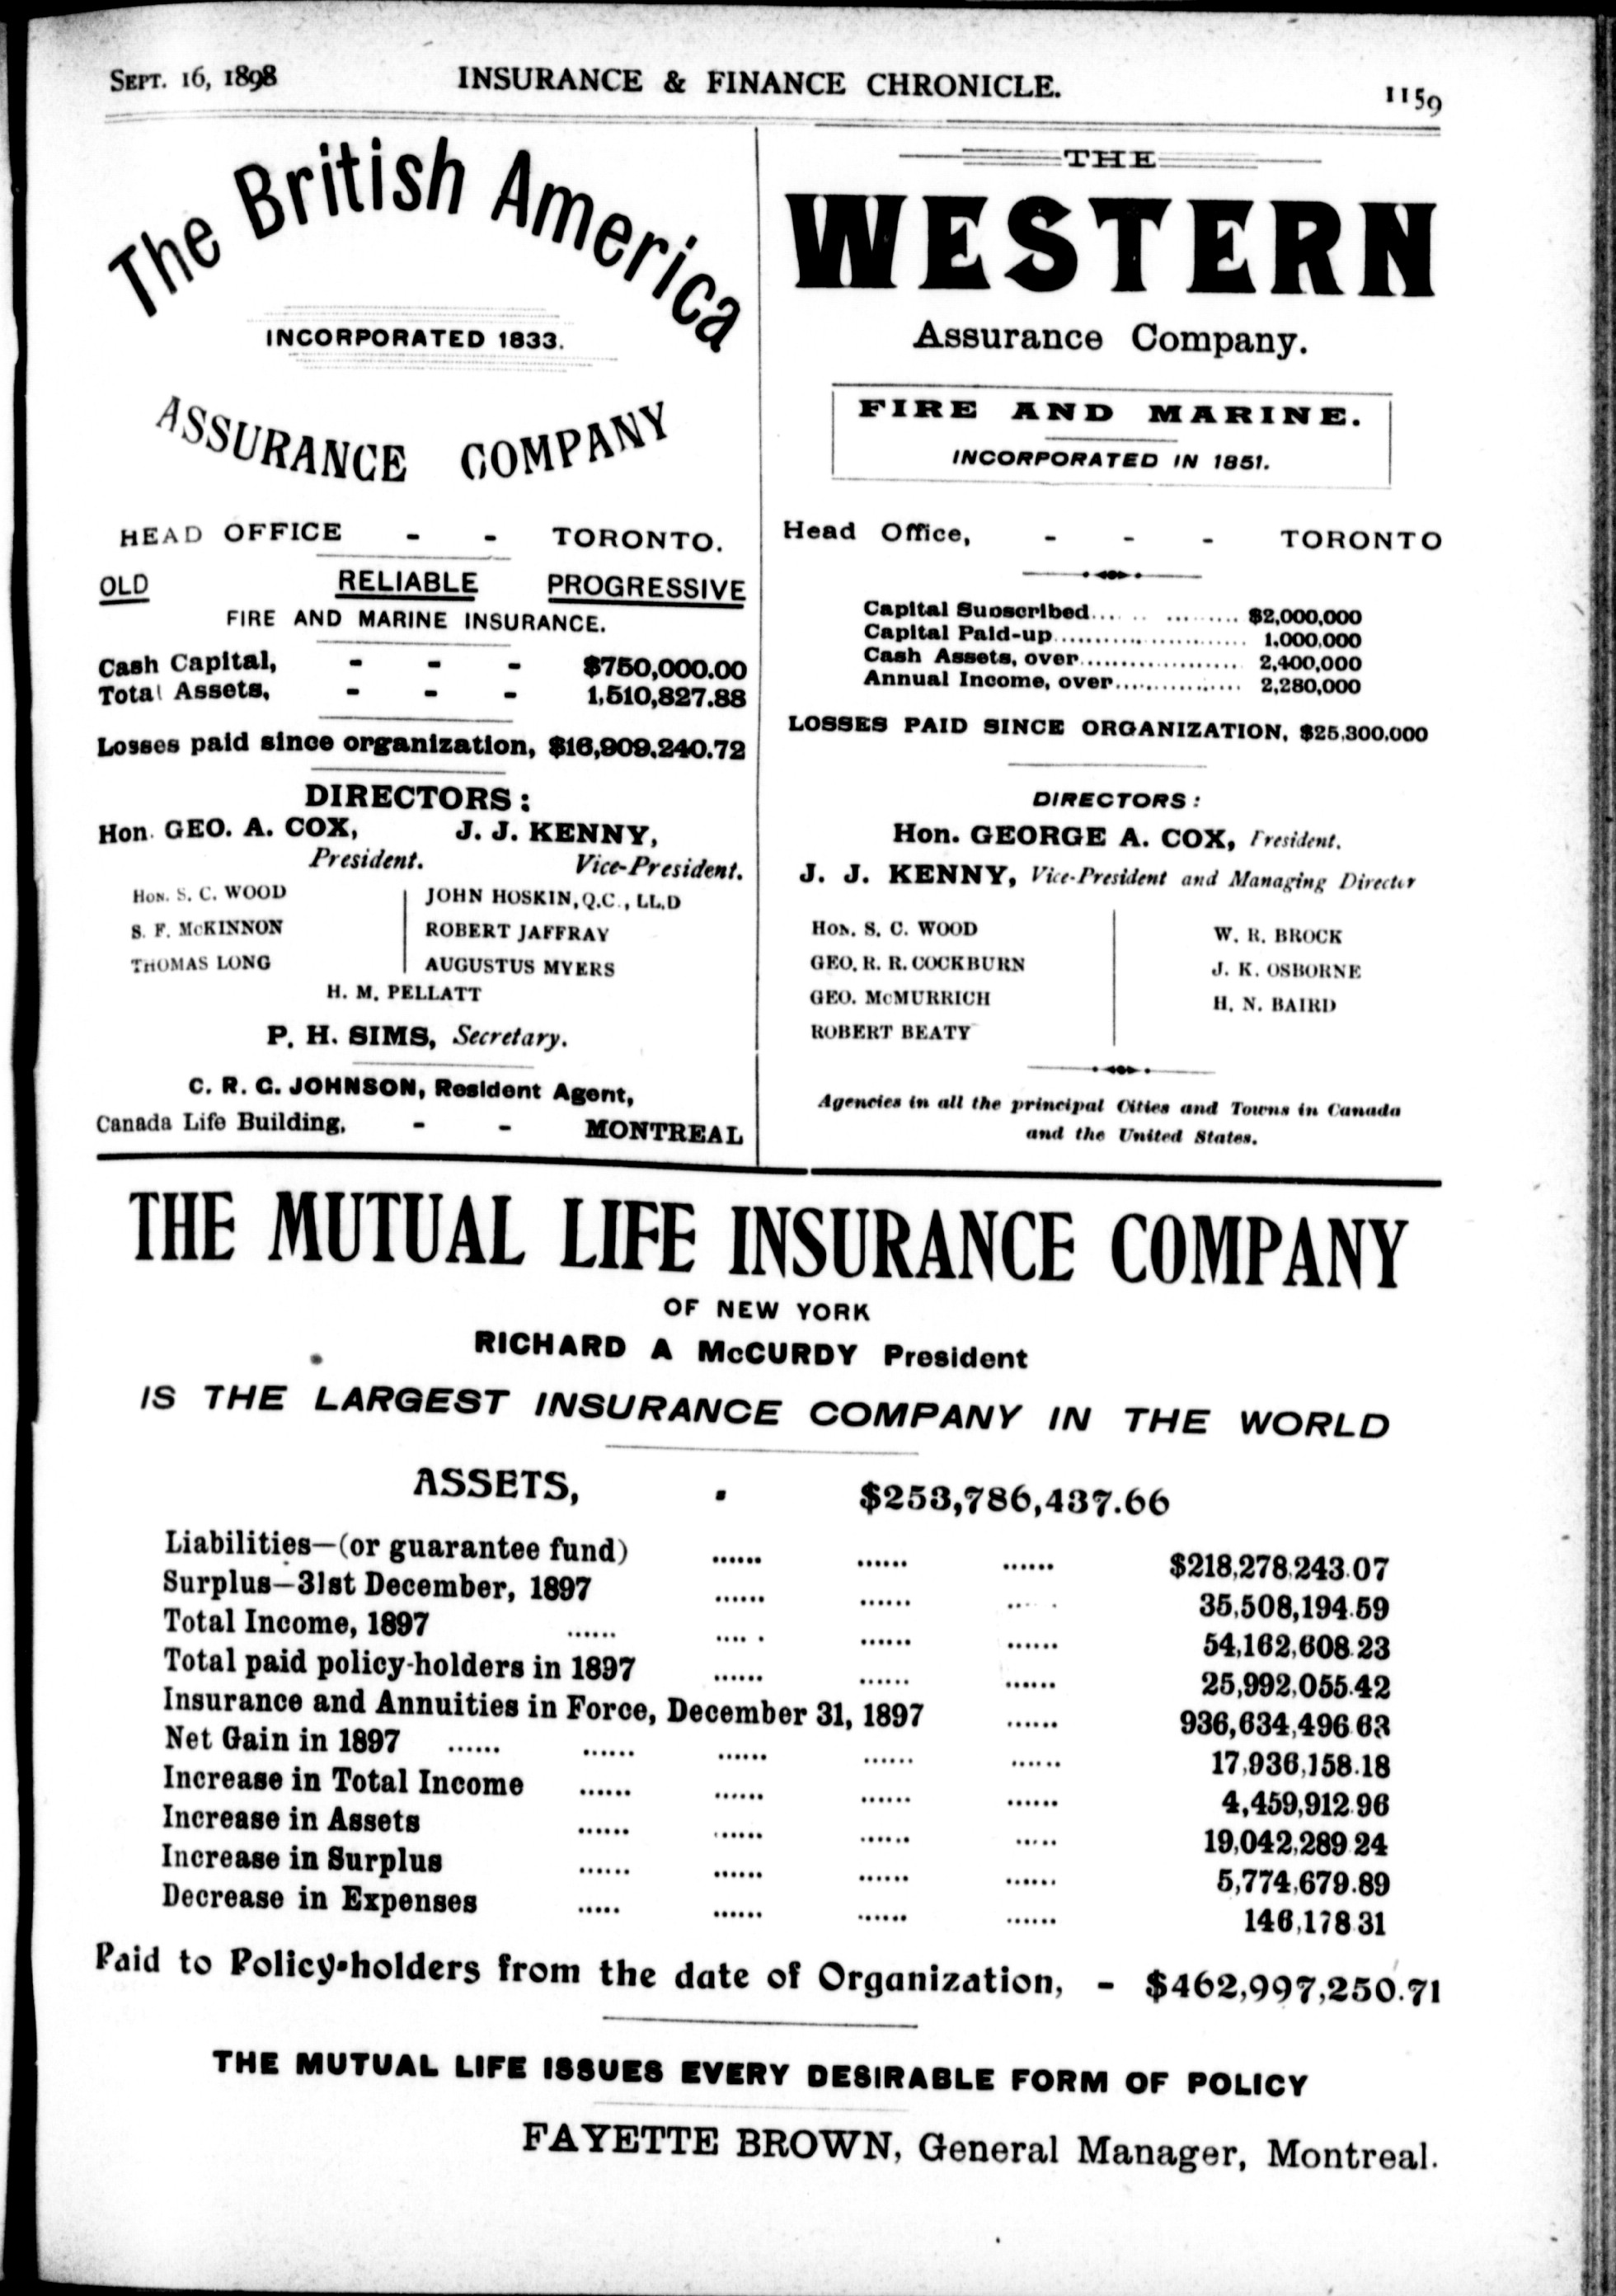 SEPT. 16, 1898 INSURANCE & FINANCE CHRONICLE. 1159
The British America
INCORPORATED 1833.
ASSURANCE COMPANY
HEAD OFFICE - - TORONTO.
OLD RELIABLE PROGRESSIVE
FIRE AND MARINE INSURANCE.
Cash Capital, - - - $750,000.00
Total Assets, - - - 1,510,827.88
Losses paid since organization, $16,909,240.72
DIRECTORS:
Hon. GEO. A. COX, J. J. KENNY,
President. Vice-President.
HON. S. C. WOOD JOHN HOSKIN, Q.C., LL.D
S. F. McKINNON ROBERT JAFFRAY
THOMAS LONG AUGUSTUS MYERS
H. M. PELLATT
P. H. SIMS, Secretary.
C. R. G. JOHNSON, Resident Agent,
Canada Life Building, - - MONTREAL
THE
WESTERN
Assurance Company.
FIRE AND MARINE.
INCORPORATED IN 1851.
Head Office, - - - TORONTO
Capital Subscribed.... ......... $2,000,000
Capital Paid-up...................... 1,000,000
Cash Assets, over.................. 2,400,000
Annual Income, over.............. 2,280,000
LOSSES PAID SINCE ORGANIZATION, $25,300,000
DIRECTORS:
Hon. GEORGE A. COX, President.
J. J. KENNY, Vice-President and Managing Director
HON. S. C. WOOD W. R. BROCK
GEO. R. R. COCKBURN J. K. OSBORNE
GEO. McMURRICH H. N. BAIRD
ROBERT BEATY
Agencies in all the principal Cities and Towns in Canada
and the United States.
THE MUTUAL LIFE INSURANCE COMPANY
OF NEW YORK
RICHARD A McCURDY President
IS THE LARGEST INSURANCE COMPANY IN THE WORLD
ASSETS, - $253,786,437.66
Liabilities—(or guarantee fund) ...... ...... ...... $218,278,243.07
Surplus—31st December, 1897 ...... ...... ...... 35,508,194.59
Total Income, 1897 ...... ...... ...... ...... 54,162,608.23
Total paid policy-holders in 1897 ...... ...... ...... 25,992,055.42
Insurance and Annuities in Force, December 31, 1897 ...... 936,634,496.63
Net Gain in 1897 ...... ...... ...... ...... ...... 17,936,158.18
Increase in Total Income ...... ...... ...... ...... 4,459,912.96
Increase in Assets ...... ...... ...... ..... 19,042,289.24
Increase in Surplus ...... ...... ...... ...... 5,774,679.89
Decrease in Expenses ..... ...... ...... ...... 146,178.31
Paid to Policy-holders from the date of Organization, - $462,997,250.71
THE MUTUAL LIFE ISSUES EVERY DESIRABLE FORM OF POLICY
FAYETTE BROWN, General Manager, Montreal.